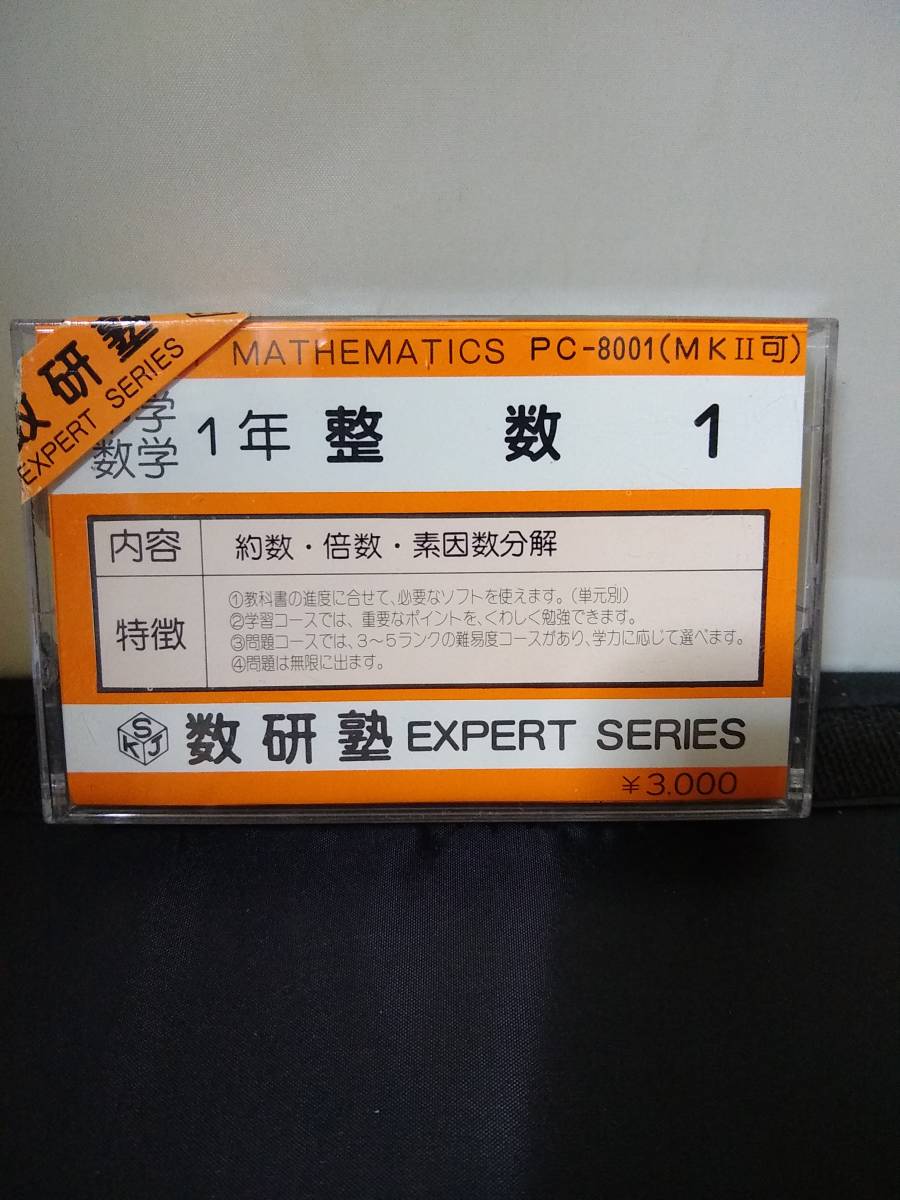 数研塾
EXPERT SERIES
MATHEMATICS PC-8001(MKII可)
学
数学
1年 整数 1
内容 約数・倍数・素因数分解
特徴
①教科書の進度に合せて、必要なソフトを使えます。(単元別)
②学習コースでは、重要なポイントを、くわしく勉強できます。
③問題コースでは、3〜5ランクの難易度コースがあり、学力に応じて選べます。
④問題は無限に出ます。
SKJ 数研塾 EXPERT SERIES
¥3.000